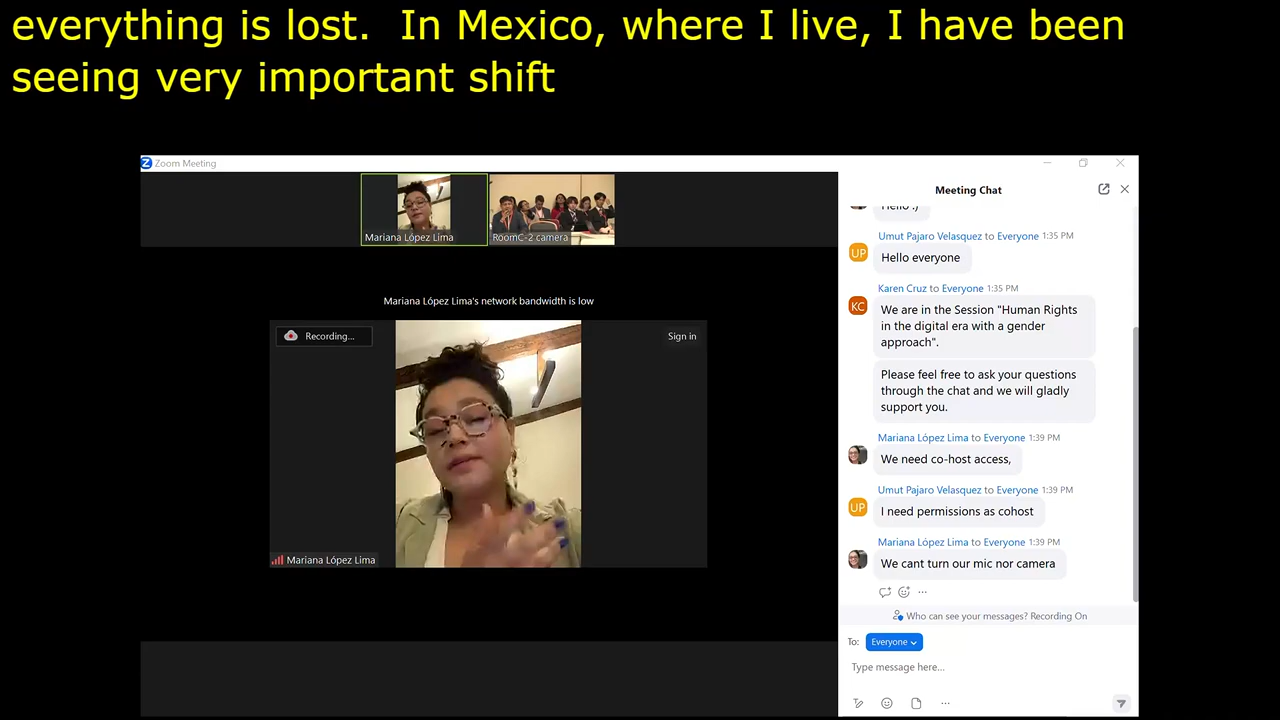 everything is lost.  In Mexico, where I live, I have been
seeing very important shift
Zoom Meeting
Mariana López Lima
RoomC-2 camera
Mariana López Lima's network bandwidth is low
Recording...
Sign in
Mariana López Lima
Meeting Chat
Hello :)
Umut Pajaro Velasquez to Everyone 1:35 PM
UP
Hello everyone
Karen Cruz to Everyone 1:35 PM
KC
We are in the Session "Human Rights
in the digital era with a gender
approach".
Please feel free to ask your questions
through the chat and we will gladly
support you.
Mariana López Lima to Everyone 1:39 PM
We need co-host access,
Umut Pajaro Velasquez to Everyone 1:39 PM
UP
I need permissions as cohost
Mariana López Lima to Everyone 1:39 PM
We cant turn our mic nor camera
Who can see your messages? Recording On
To: Everyone
Type message here...